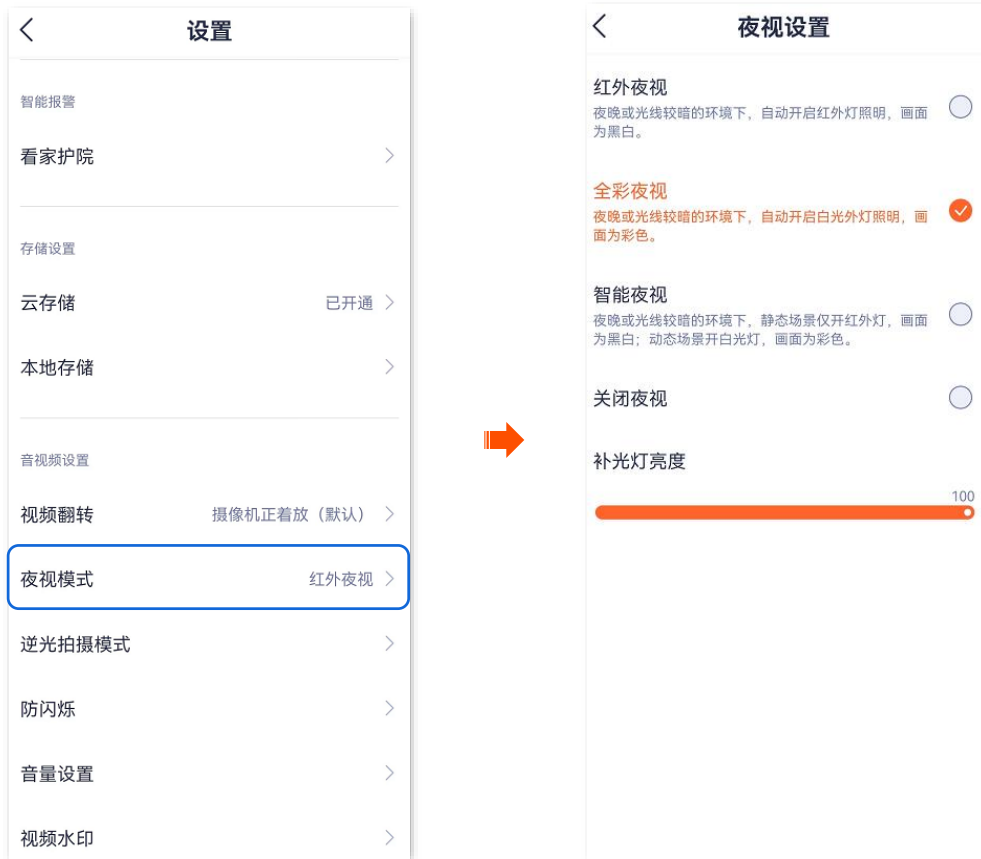 设置
智能报警
看家护院
存储设置
云存储 已开通
本地存储
音视频设置
视频翻转 摄像机正着放（默认）
夜视模式 红外夜视
逆光拍摄模式
防闪烁
音量设置
视频水印
夜视设置
红外夜视
夜晚或光线较暗的环境下，自动开启红外灯照明，画面
为黑白。
全彩夜视
夜晚或光线较暗的环境下，自动开启白光外灯照明，画
面为彩色。
智能夜视
夜晚或光线较暗的环境下，静态场景仅开红外灯，画面
为黑白；动态场景开白光灯，画面为彩色。
关闭夜视
补光灯亮度
100